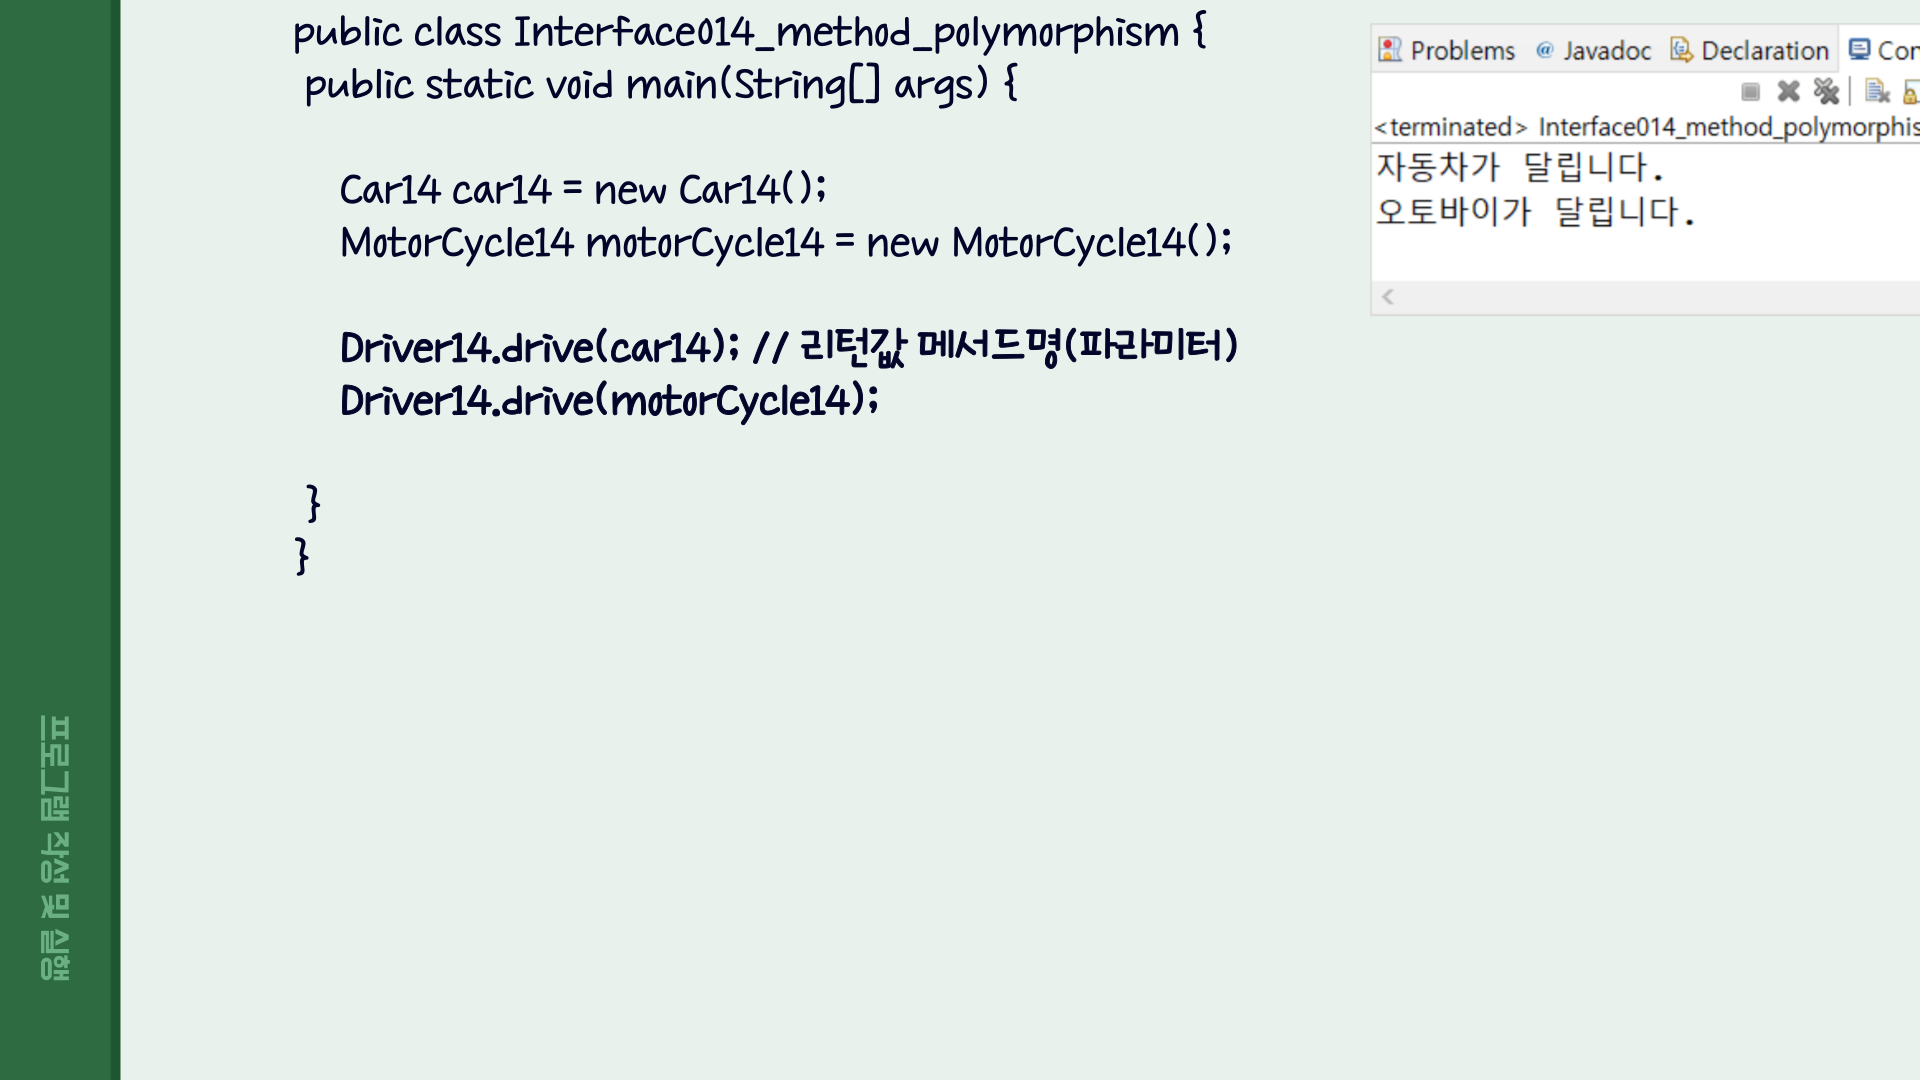 public class Interface014_method_polymorphism {
public static void main(String[] args) {
Car14 car14 = new Car14();
MotorCycle14 motorCycle14 = new MotorCycle14();
Driver14.drive(car14); // 리턴값 메서드명(파라미터)
Driver14.drive(motorCycle14);
}
}
Problems @ Javadoc Declaration Con
<terminated> Interface014_method_polymorphis
자동차가 달립니다.
오토바이가 달립니다.
프로그램 작성 및 실행